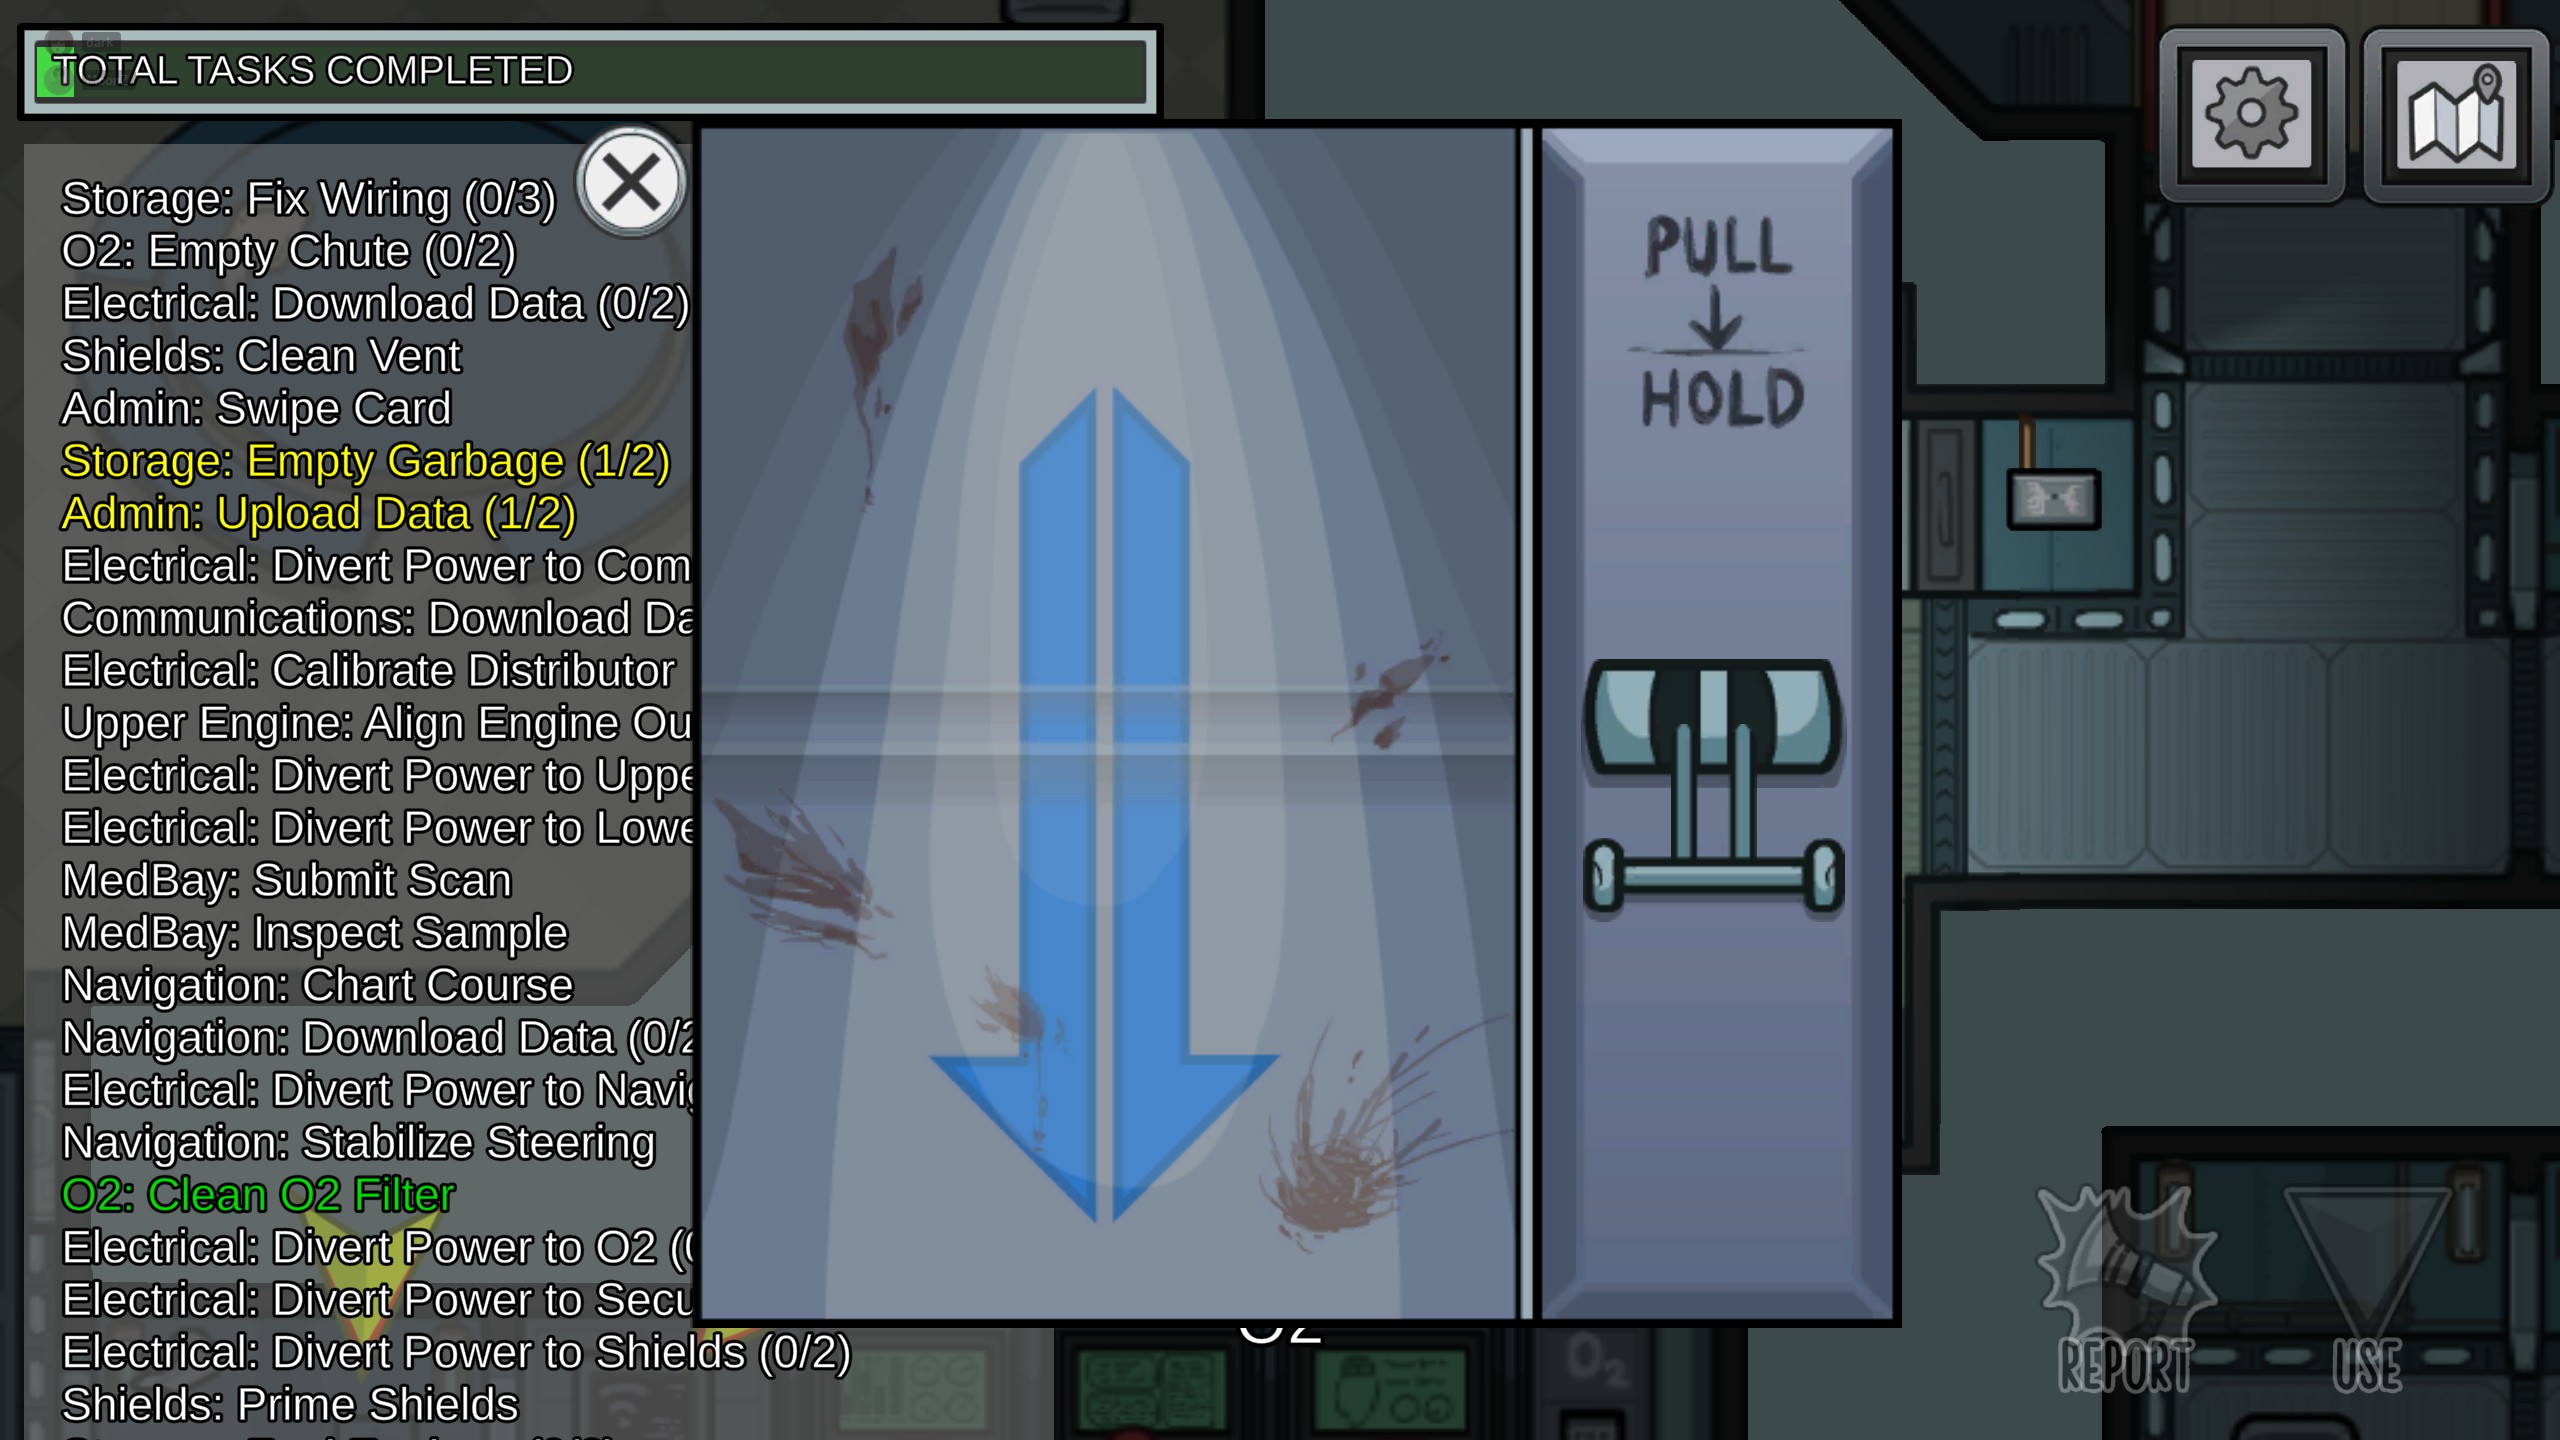 TOTAL TASKS COMPLETED
Storage: Fix Wiring (0/3)
O2: Empty Chute (0/2)
Electrical: Download Data (0/2)
Shields: Clean Vent
Admin: Swipe Card
Storage: Empty Garbage (1/2)
Admin: Upload Data (1/2)
Electrical: Divert Power to Com
Communications: Download Da
Electrical: Calibrate Distributor
Upper Engine: Align Engine Ou
Electrical: Divert Power to Uppe
Electrical: Divert Power to Lowe
MedBay: Submit Scan
MedBay: Inspect Sample
Navigation: Chart Course
Navigation: Download Data (0/2
Electrical: Divert Power to Navig
Navigation: Stabilize Steering
O2: Clean O2 Filter
Electrical: Divert Power to O2 (0
Electrical: Divert Power to Secu
Electrical: Divert Power to Shields (0/2)
Shields: Prime Shields
PULL
HOLD
O2
O2
REPORT
USE